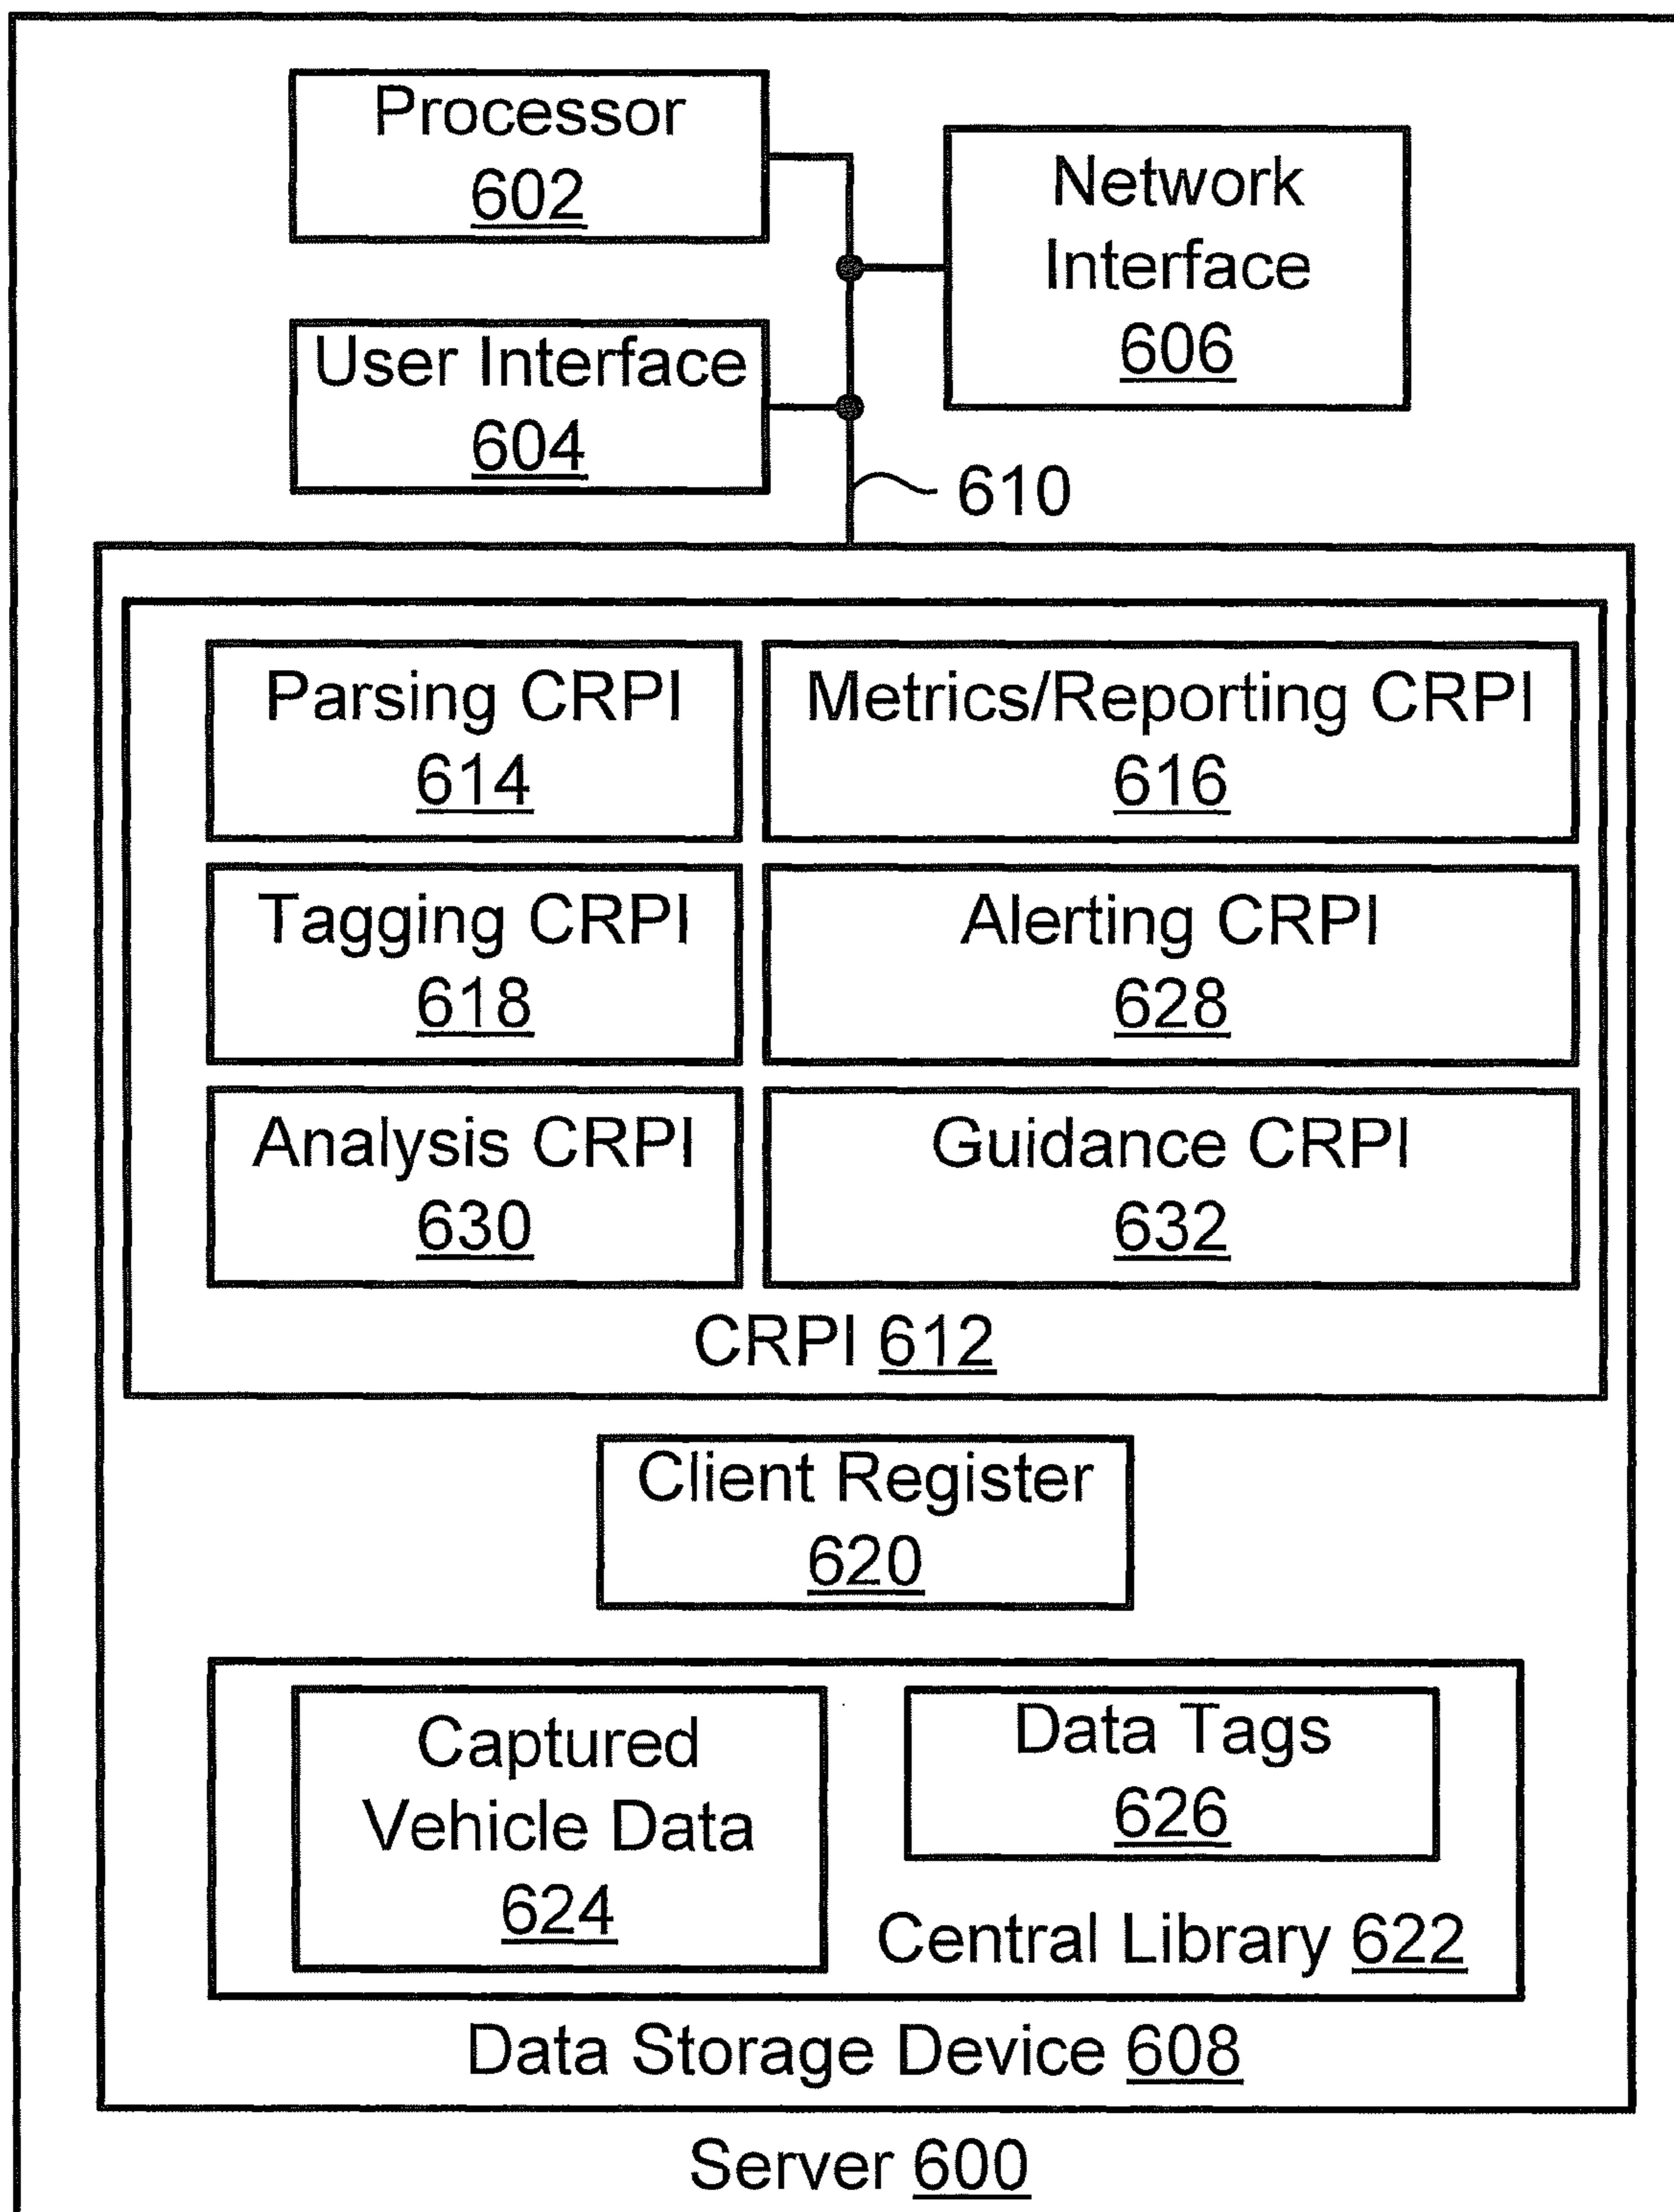 Processor
602
Network
Interface
606
User Interface
604
610
Parsing CRPI
614
Metrics/Reporting CRPI
616
Tagging CRPI
618
Alerting CRPI
628
Analysis CRPI
630
Guidance CRPI
632
CRPI 612
Client Register
620
Captured
Vehicle Data
624
Data Tags
626
Central Library 622
Data Storage Device 608
Server 600